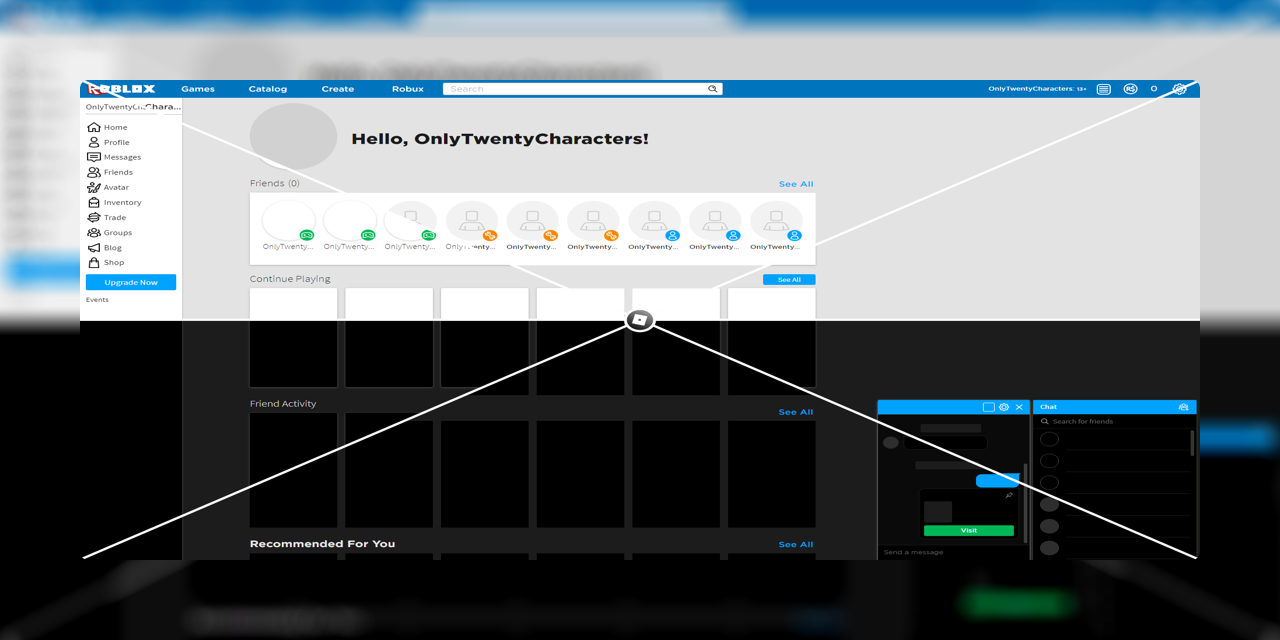 ROBLOX Games Catalog Create Robux Search OnlyTwentyCharacters: 13+ R$ 0
OnlyTwentyC... Chara...
Home
Profile
Messages
Friends
Avatar
Inventory
Trade
Groups
Blog
Shop
Upgrade Now
Events
Hello, OnlyTwentyCharacters!
Friends (0) See All
OnlyTwenty... OnlyTwenty... OnlyTwenty... OnlyTwenty... OnlyTwenty... OnlyTwenty... OnlyTwenty... OnlyTwenty... OnlyTwenty...
Continue Playing See All
Friend Activity See All
Recommended For You See All
Visit
Send a message
Chat
Search for friends